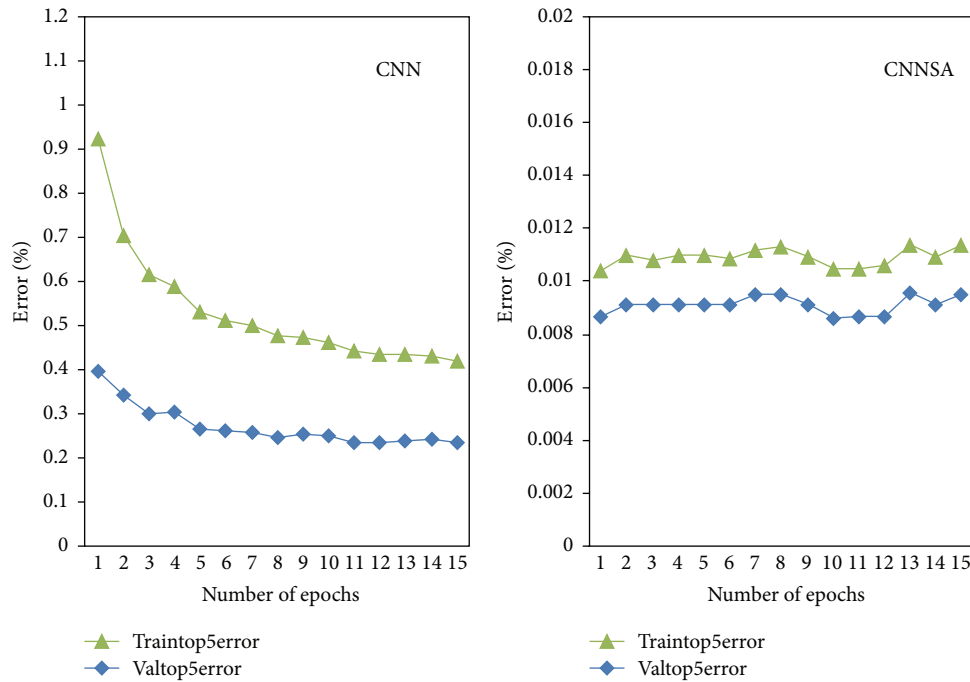 CNN
Error (%)
1.2
1.1
1
0.9
0.8
0.7
0.6
0.5
0.4
0.3
0.2
0.1
0
1 2 3 4 5 6 7 8 9 10 11 12 13 14 15
Number of epochs
Traintop5error
Valtop5error
CNNSA
Error (%)
0.02
0.018
0.016
0.014
0.012
0.01
0.008
0.006
0.004
0.002
0
1 2 3 4 5 6 7 8 9 10 11 12 13 14 15
Number of epochs
Traintop5error
Valtop5error